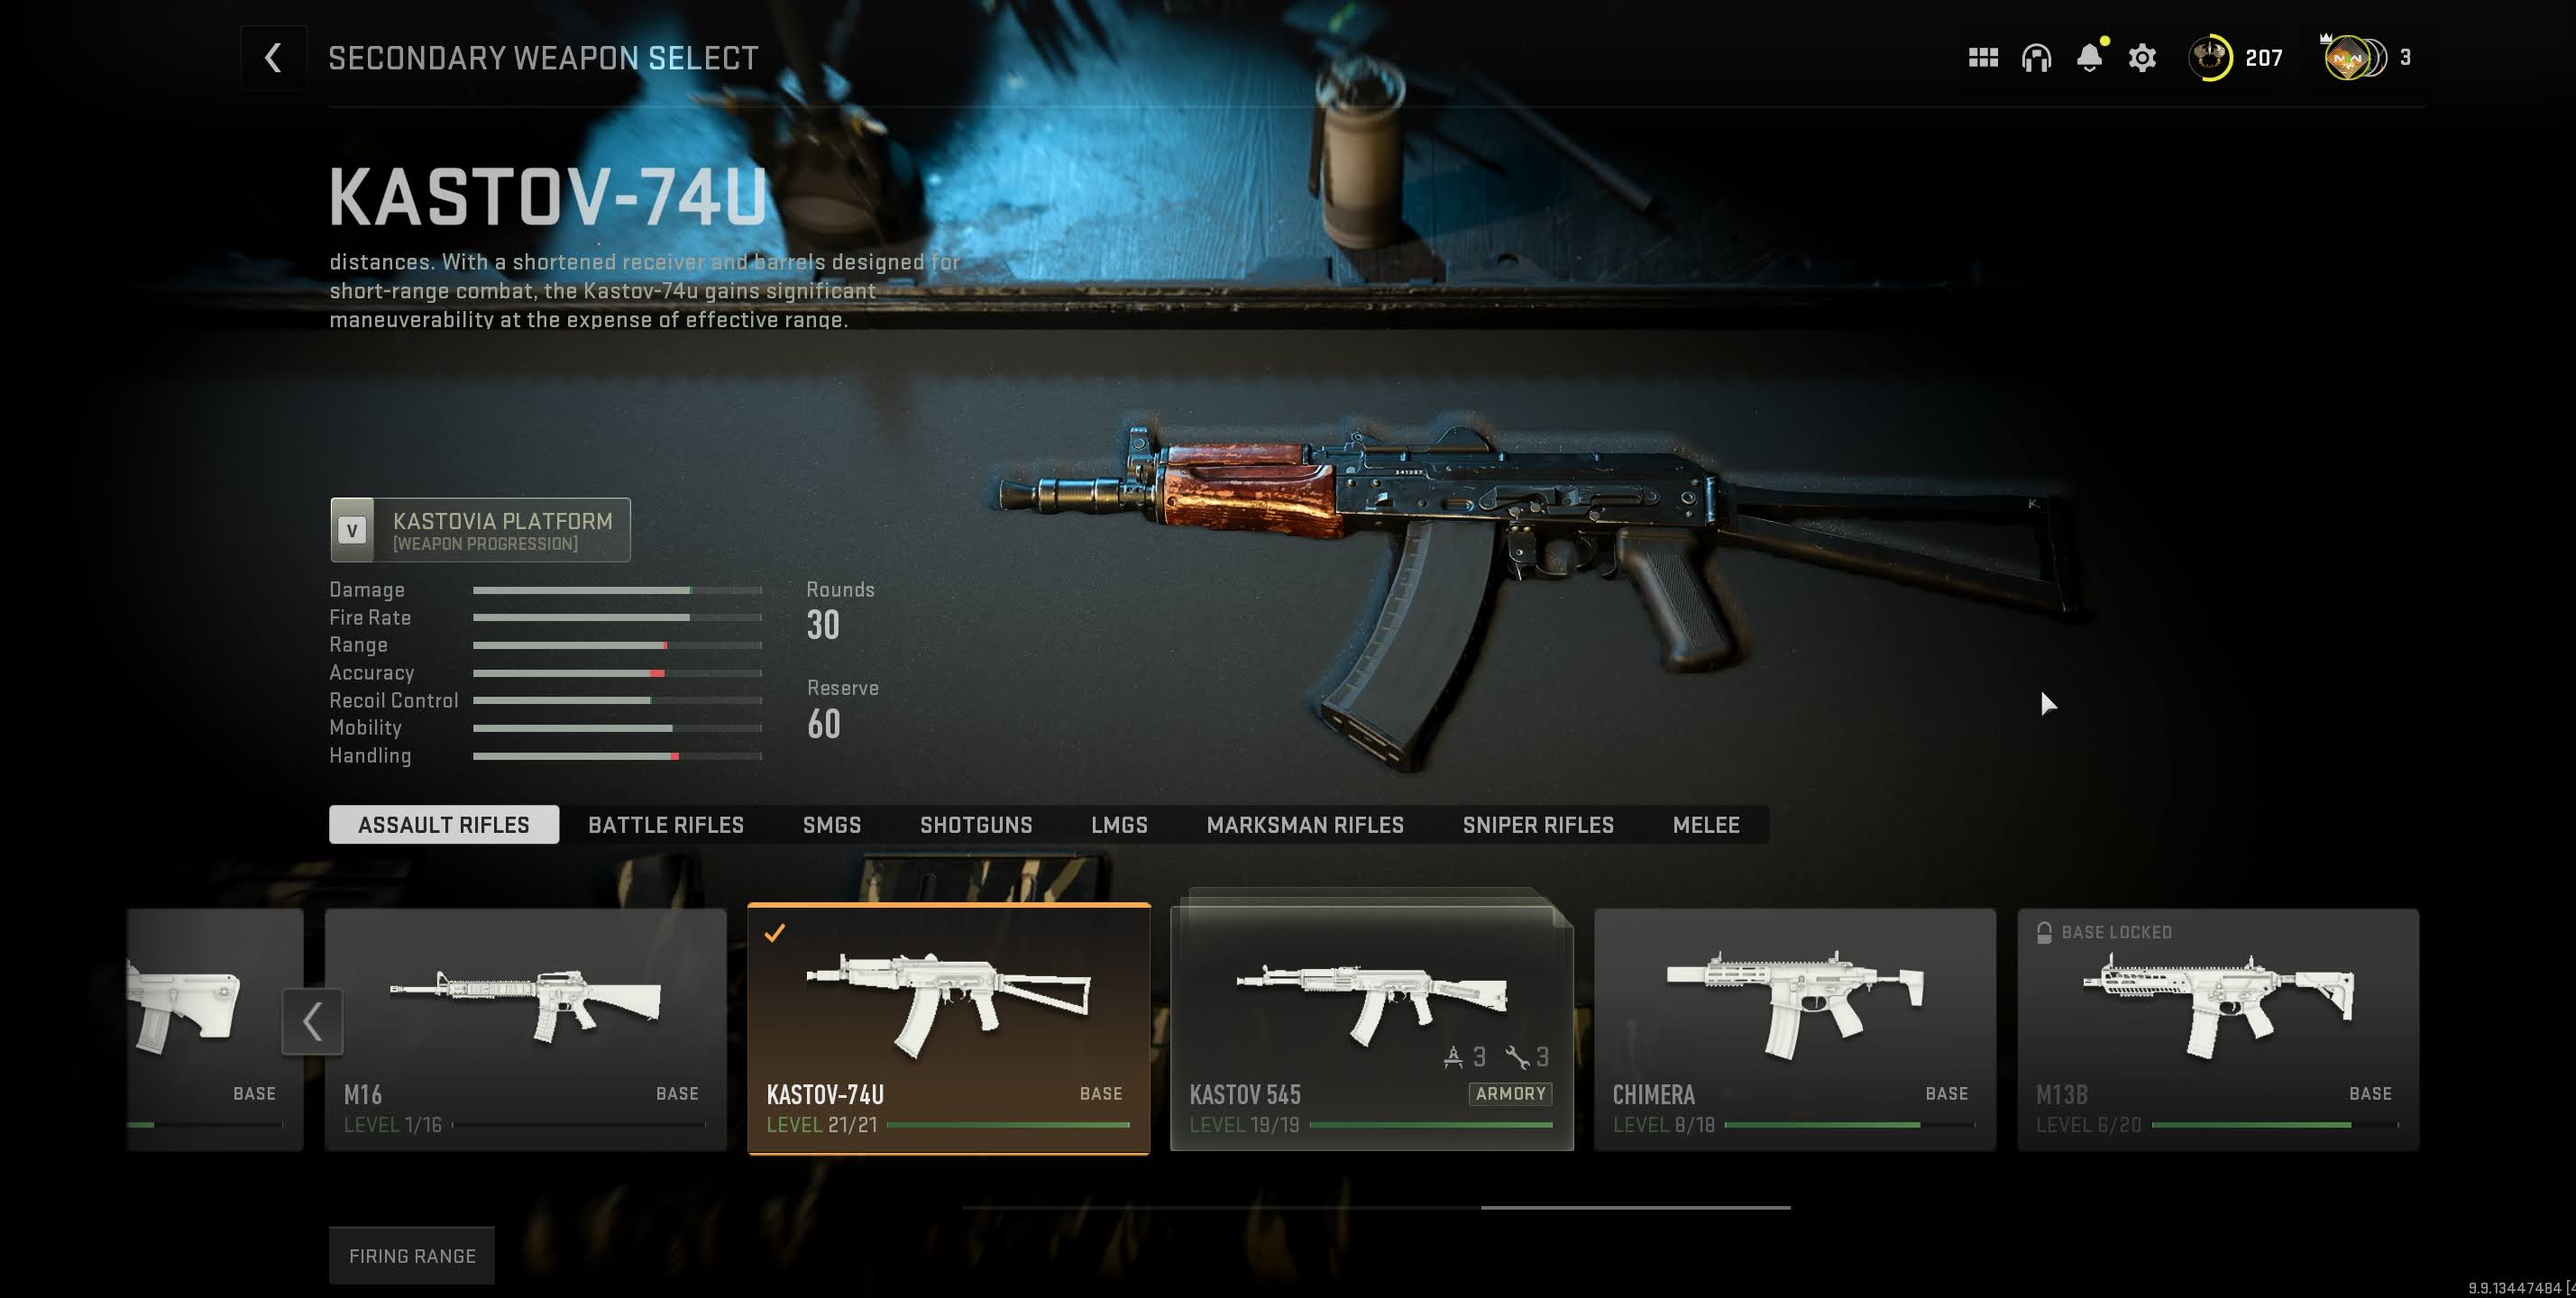 SECONDARY WEAPON SELECT
207
3
KASTOV-74U
distances. With a shortened receiver and barrels designed for
short-range combat, the Kastov-74u gains significant
maneuverability at the expense of effective range.
V
KASTOVIA PLATFORM
[WEAPON PROGRESSION]
Damage
Fire Rate
Range
Accuracy
Recoil Control
Mobility
Handling
Rounds
30
Reserve
60
ASSAULT RIFLES BATTLE RIFLES SMGS SHOTGUNS LMGS MARKSMAN RIFLES SNIPER RIFLES MELEE
BASE
M16 BASE
LEVEL 1/16
KASTOV-74U BASE
LEVEL 21/21
3 3
KASTOV 545 ARMORY
LEVEL 19/19
CHIMERA BASE
LEVEL 8/18
BASE LOCKED
M13B BASE
LEVEL 6/20
FIRING RANGE
9.9.13447484